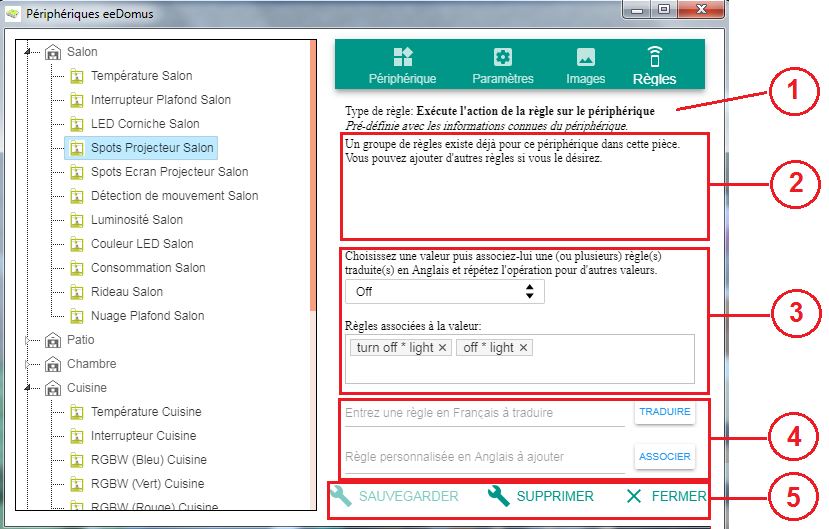 Périphériques eeDomus
Salon
Température Salon
Interrupteur Plafond Salon
LED Corniche Salon
Spots Projecteur Salon
Spots Ecran Projecteur Salon
Détection de mouvement Salon
Luminosité Salon
Couleur LED Salon
Consommation Salon
Rideau Salon
Nuage Plafond Salon
Patio
Chambre
Cuisine
Température Cuisine
Interrupteur Cuisine
RGBW (Bleu) Cuisine
RGBW (Vert) Cuisine
RGBW (Rouge) Cuisine
Périphérique Paramètres Images Règles
Type de règle: Exécute l'action de la règle sur le périphérique
Pré-définie avec les informations connues du périphérique.
1
Un groupe de règles existe déjà pour ce périphérique dans cette pièce.
Vous pouvez ajouter d'autres règles si vous le désirez.
2
Choisissez une valeur puis associez-lui une (ou plusieurs) règle(s)
traduite(s) en Anglais et répétez l'opération pour d'autres valeurs.
Off
3
Règles associées à la valeur:
turn off * light × off * light ×
Entrez une règle en Français à traduire TRADUIRE
4
Règle personnalisée en Anglais à ajouter ASSOCIER
SAUVEGARDER SUPPRIMER FERMER
5